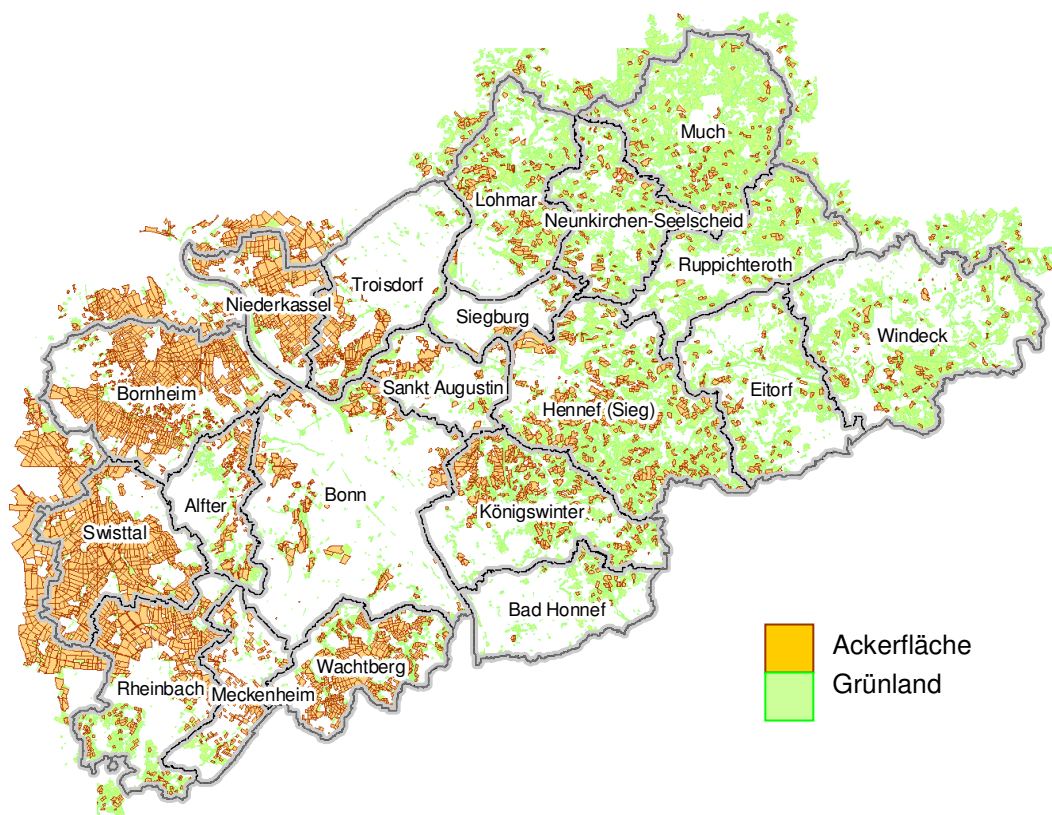 Much
Lohmar
Neunkirchen-Seelscheid
Ruppichteroth
Troisdorf
Niederkassel
Siegburg
Windeck
Bornheim
Sankt Augustin
Hennef (Sieg)
Eitorf
Bonn
Alfter
Königswinter
Swisttal
Bad Honnef
Wachtberg
Rheinbach
Meckenheim
Ackerfläche
Grünland